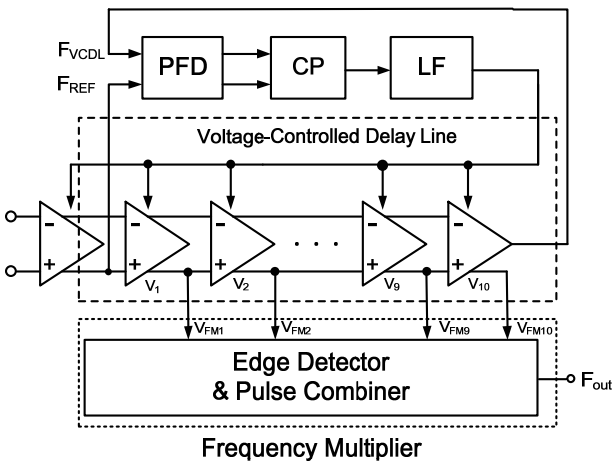 F_VCDL
F_REF
PFD
CP
LF
Voltage-Controlled Delay Line
- - - -  -
+ + + + +
V_1 V_2 · · · V_9 V_10
V_FM1 V_FM2 V_FM9 V_FM10
Edge Detector
& Pulse Combiner
F_out
Frequency Multiplier